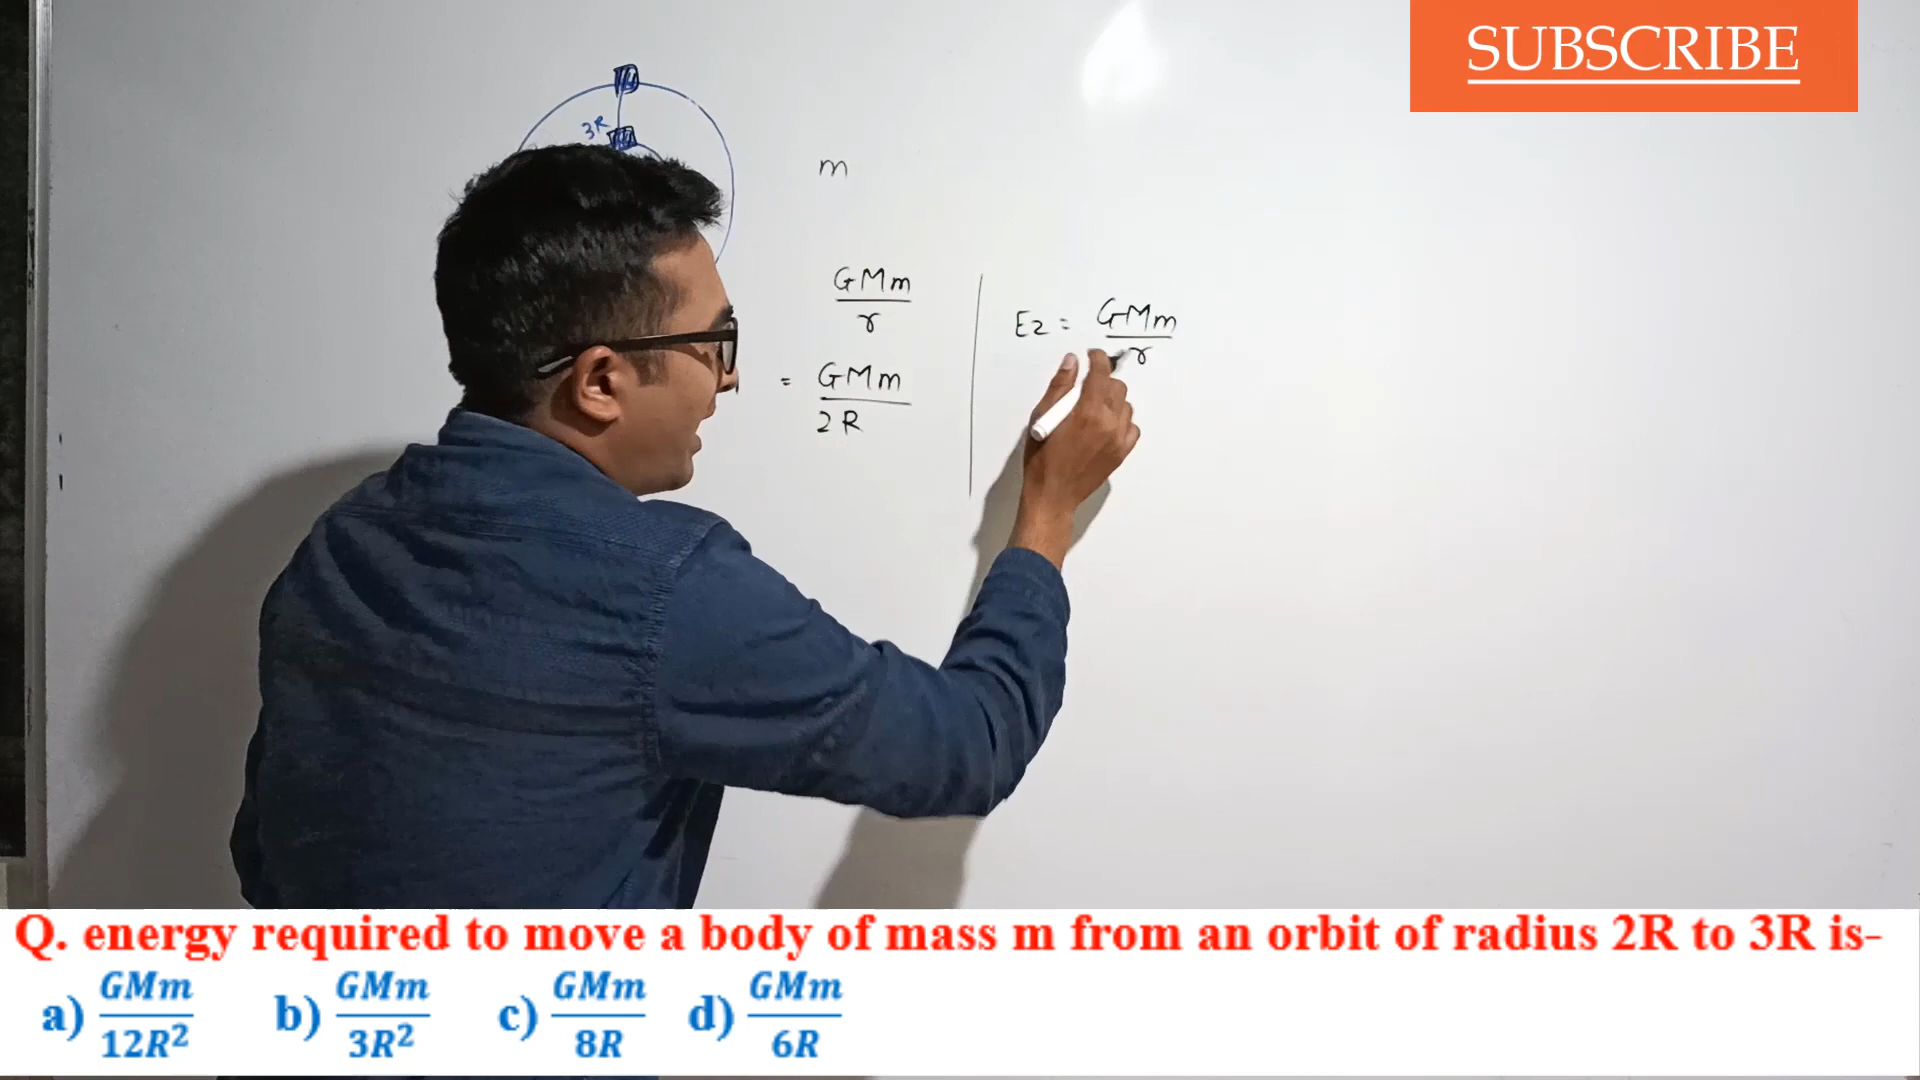 SUBSCRIBE
3R
m
GMm
r
= GMm
2R
E2 = GMm
r
Q. energy required to move a body of mass m from an orbit of radius 2R to 3R is-
a) GMm/12R² b) GMm/3R² c) GMm/8R d) GMm/6R